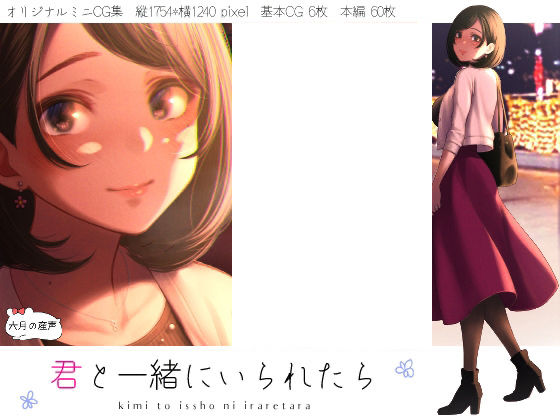 オリジナルミニCG集 縦1754*横1240 pixel 基本CG 6枚 本編 60枚
六月の産声
君と一緒にいられたら
kimi to issho ni iraretara